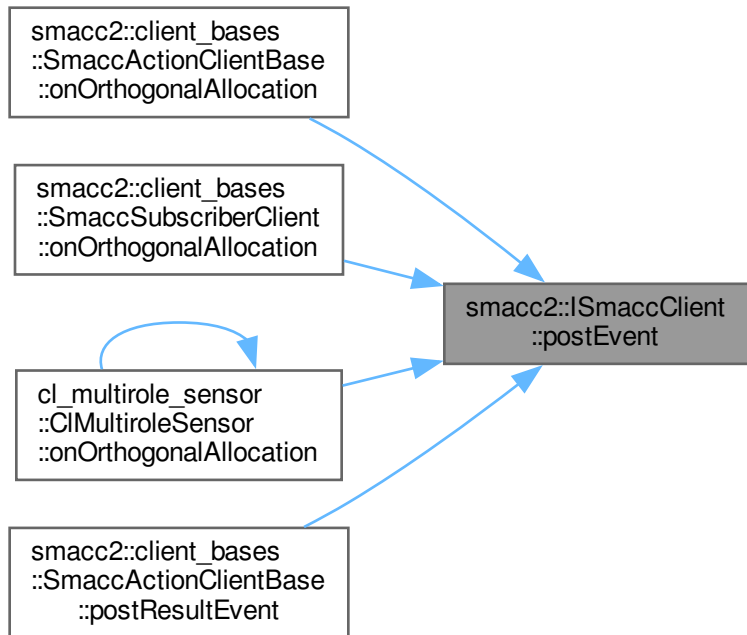 smacc2::client_bases
::SmaccActionClientBase
::onOrthogonalAllocation
smacc2::client_bases
::SmaccSubscriberClient
::onOrthogonalAllocation
smacc2::ISmaccClient
::postEvent
cl_multirole_sensor
::ClMultiroleSensor
::onOrthogonalAllocation
smacc2::client_bases
::SmaccActionClientBase
::postResultEvent